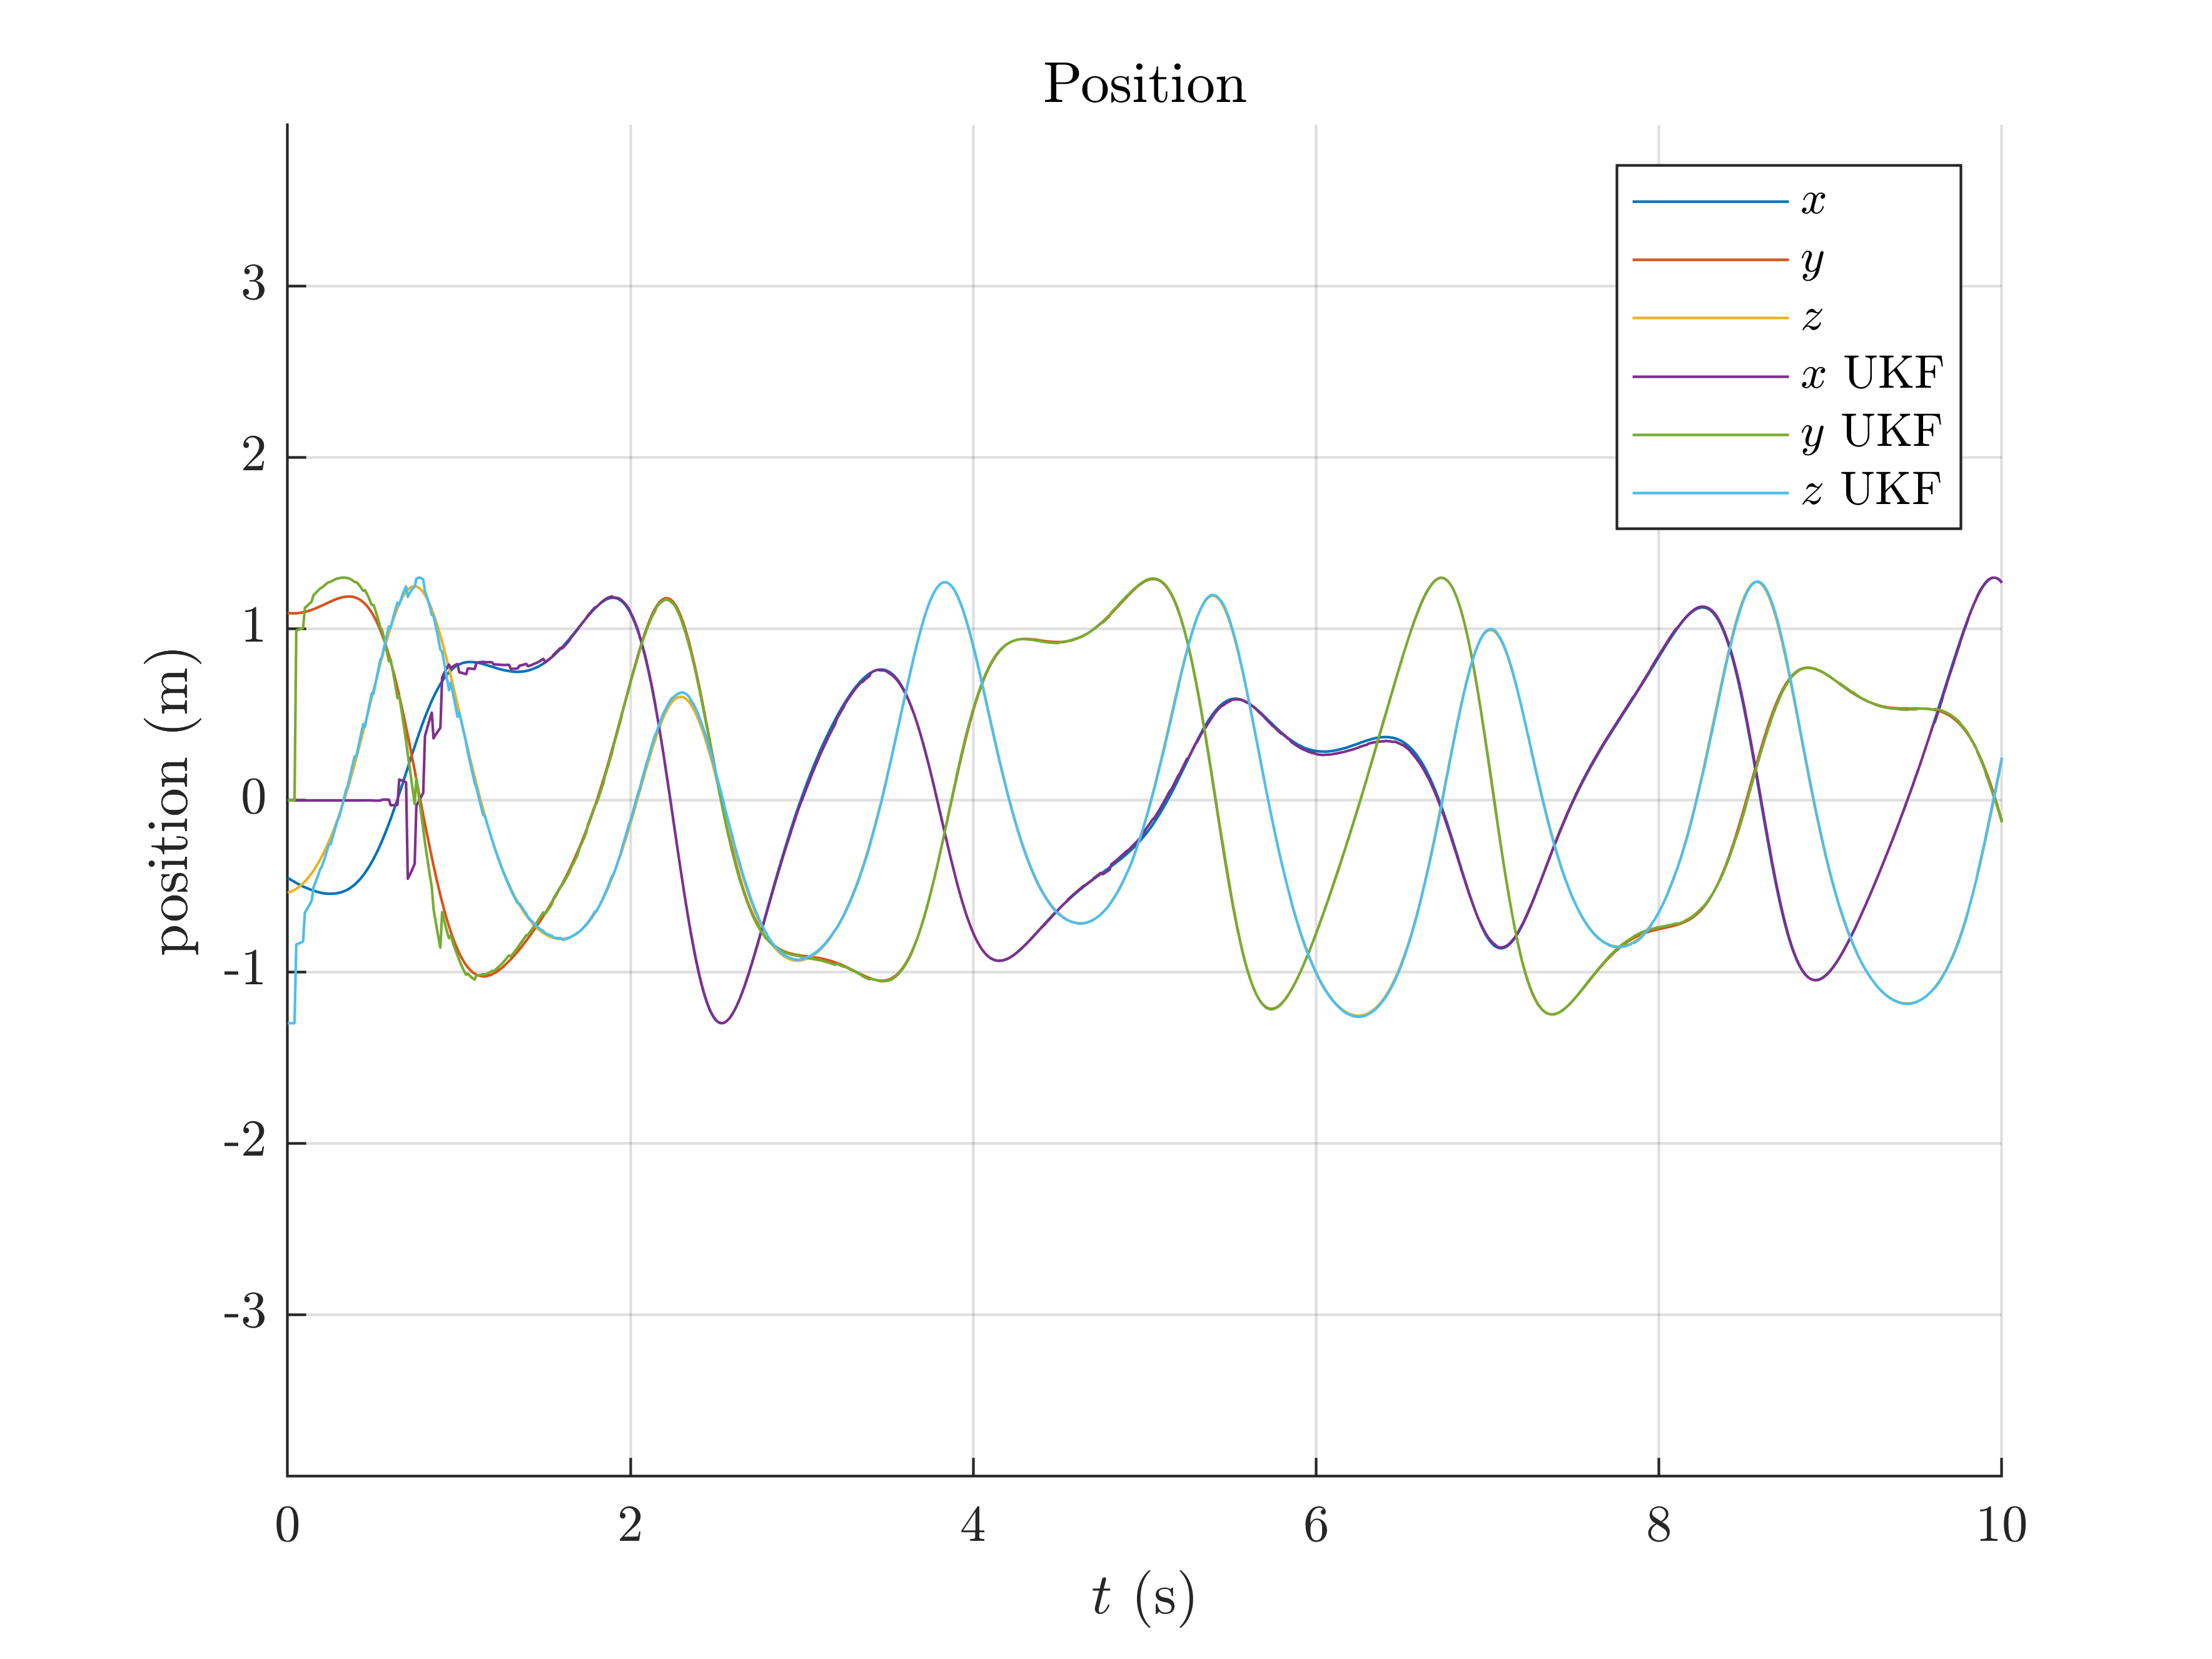 Position
position (m)
3
2
1
0
-1
-2
-3
0 2 4 6 8 10
t (s)
x
y
z
x UKF
y UKF
z UKF